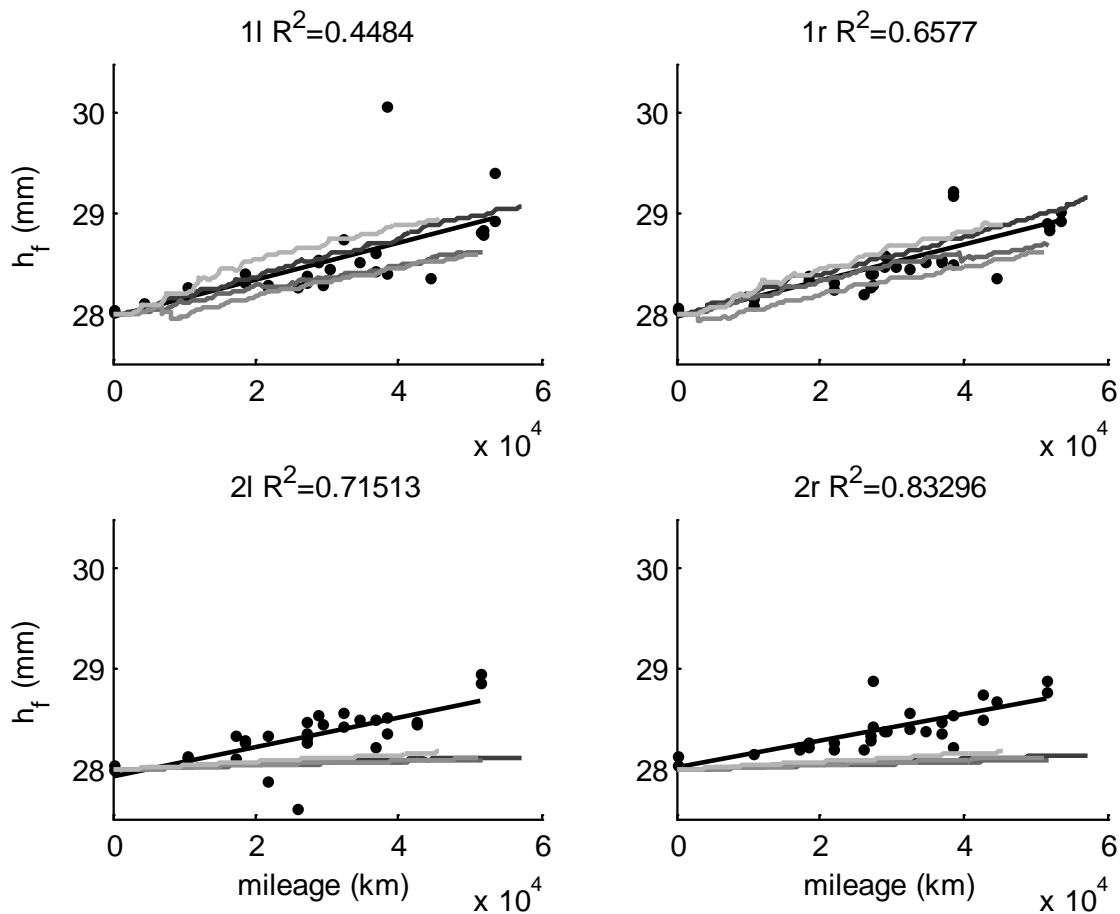 1l R²=0.4484
h_f (mm)
30
29
28
0 2 4 6
x 10⁴
1r R²=0.6577
30
29
28
0 2 4 6
x 10⁴
2l R²=0.71513
h_f (mm)
30
29
28
0 2 4 6
mileage (km)
x 10⁴
2r R²=0.83296
30
29
28
0 2 4 6
mileage (km)
x 10⁴